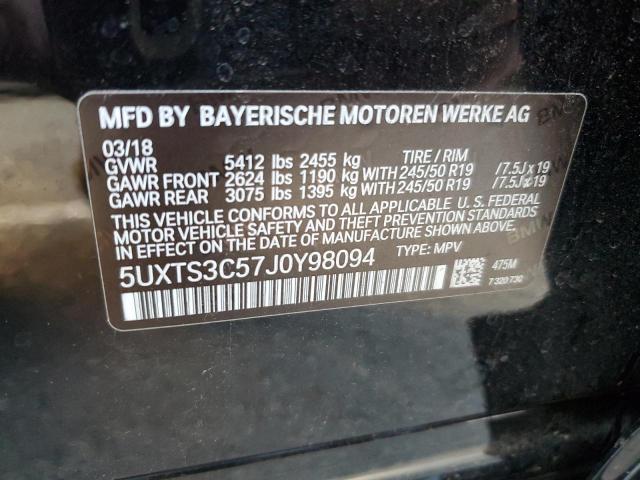 MFD BY BAYERISCHE MOTOREN WERKE AG
03/18
GVWR 5412 lbs 2455 kg TIRE / RIM
GAWR FRONT 2624 lbs 1190 kg WITH 245/50 R19 /7.5J x 19
GAWR REAR 3075 lbs 1395 kg WITH 245/50 R19 /7.5J x 19
THIS VEHICLE CONFORMS TO ALL APPLICABLE U. S. FEDERAL
MOTOR VEHICLE SAFETY AND THEFT PREVENTION STANDARDS
IN EFFECT ON THE DATE OF MANUFACTURE SHOWN ABOVE.
5UXTS3C57J0Y98094 TYPE: MPV 475M
7 320 730